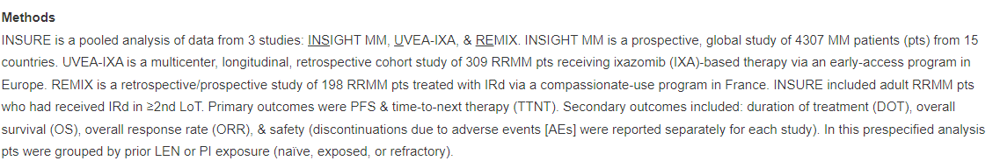 Methods
INSURE is a pooled analysis of data from 3 studies: INSIGHT MM, UVEA-IXA, & REMIX. INSIGHT MM is a prospective, global study of 4307 MM patients (pts) from 15
countries. UVEA-IXA is a multicenter, longitudinal, retrospective cohort study of 309 RRMM pts receiving ixazomib (IXA)-based therapy via an early-access program in
Europe. REMIX is a retrospective/prospective study of 198 RRMM pts treated with IRd via a compassionate-use program in France. INSURE included adult RRMM pts
who had received IRd in ≥2nd LoT. Primary outcomes were PFS & time-to-next therapy (TTNT). Secondary outcomes included: duration of treatment (DOT), overall
survival (OS), overall response rate (ORR), & safety (discontinuations due to adverse events [AEs] were reported separately for each study). In this prespecified analysis
pts were grouped by prior LEN or PI exposure (naïve, exposed, or refractory).